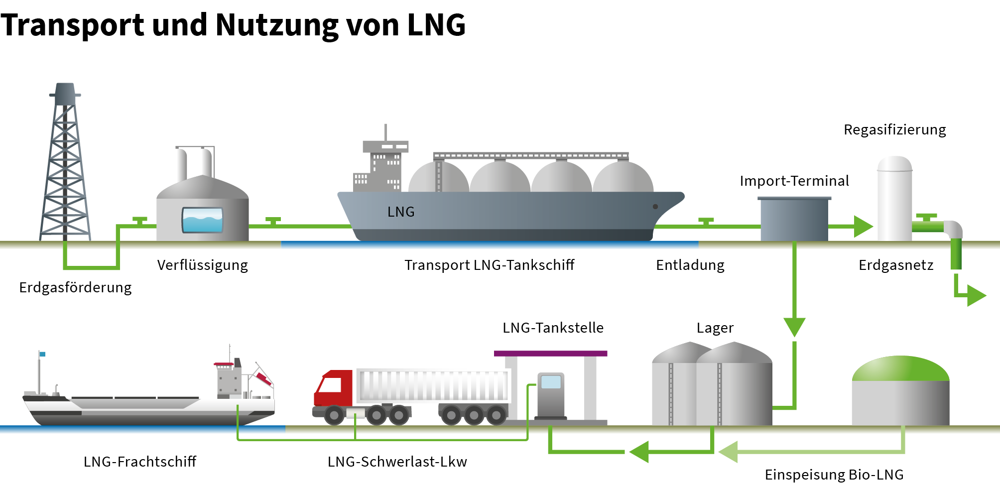 Transport und Nutzung von LNG
Regasifizierung
Import-Terminal
LNG
Verflüssigung
Transport LNG-Tankschiff
Entladung
Erdgasnetz
Erdgasförderung
LNG-Tankstelle
Lager
LNG-Frachtschiff
LNG-Schwerlast-Lkw
Einspeisung Bio-LNG